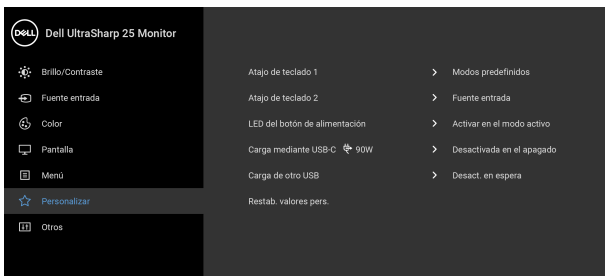 DELL Dell UltraSharp 25 Monitor
Brillo/Contraste
Fuente entrada
Color
Pantalla
Menú
Personalizar
Otros
Atajo de teclado 1 > Modos predefinidos
Atajo de teclado 2 > Fuente entrada
LED del botón de alimentación > Activar en el modo activo
Carga mediante USB-C 90W > Desactivada en el apagado
Carga de otro USB > Desact. en espera
Restab. valores pers.